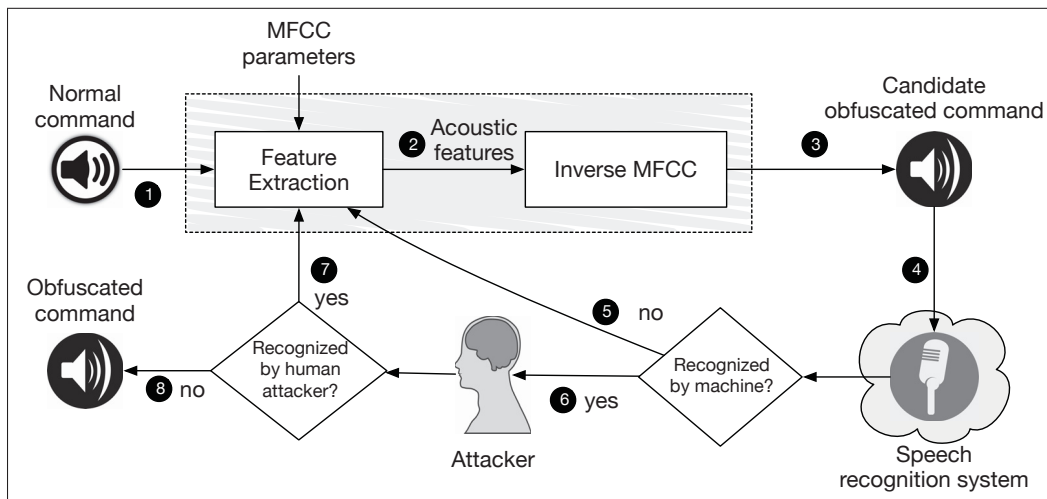 MFCC
parameters
Normal
command
Candidate
obfuscated command
1
Feature
Extraction
2
Acoustic
features
Inverse MFCC
3
4
7
yes
5
no
Obfuscated
command
8
no
Recognized
by human
attacker?
Attacker
6
yes
Recognized
by machine?
Speech
recognition system